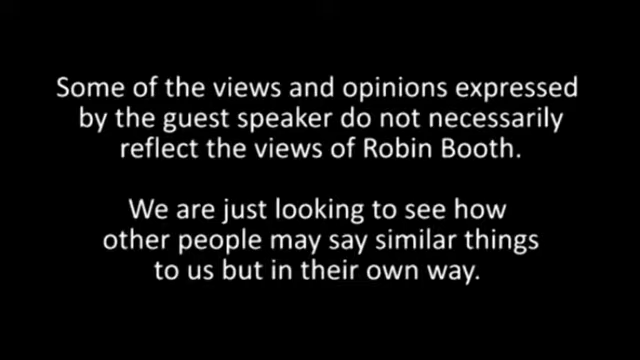 Some of the views and opinions expressed
by the guest speaker do not necessarily
reflect the views of Robin Booth.
We are just looking to see how
other people may say similar things
to us but in their own way.